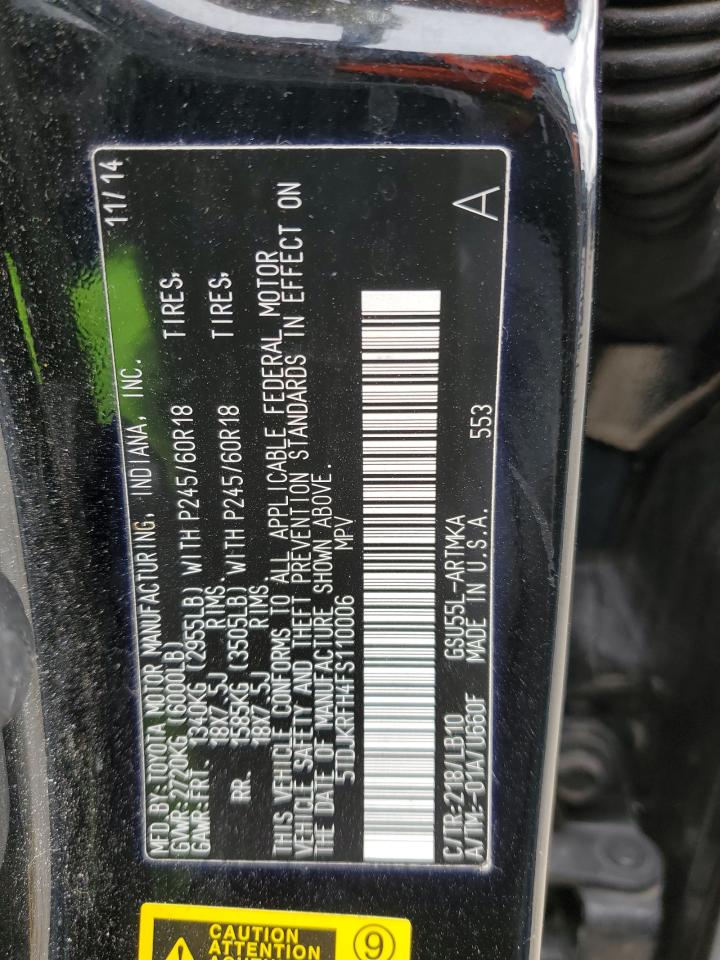 MFD.BY:TOYOTA MOTOR MANUFACTURING, INDIANA, INC. 11/14
GVWR:2720KG (6000LB)
GAWR:FRT. 1340KG (2955LB) WITH P245/60R18 TIRES,
18X7.5J RIMS,
RR. 1585KG (3505LB) WITH P245/60R18 TIRES,
18X7.5J RIMS.
THIS VEHICLE CONFORMS TO ALL APPLICABLE FEDERAL MOTOR
VEHICLE SAFETY AND THEFT PREVENTION STANDARDS IN EFFECT ON
THE DATE OF MANUFACTURE SHOWN ABOVE.
5TDJKRFH4FS110006 MPV
C/TR:218/LB10 GSU55L-ARTMKA A
A/TM:-01A/U660F MADE IN U.S.A. 553
CAUTION
ATTENTION
9